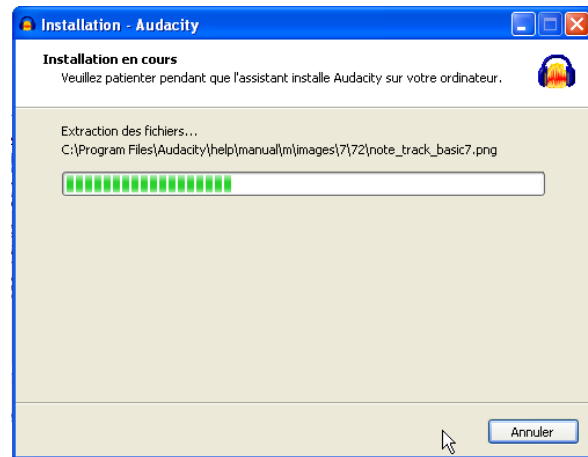 Installation - Audacity
Installation en cours
Veuillez patienter pendant que l'assistant installe Audacity sur votre ordinateur.
Extraction des fichiers...
C:\Program Files\Audacity\help\manual\m\images\7\72\note_track_basic7.png
Annuler